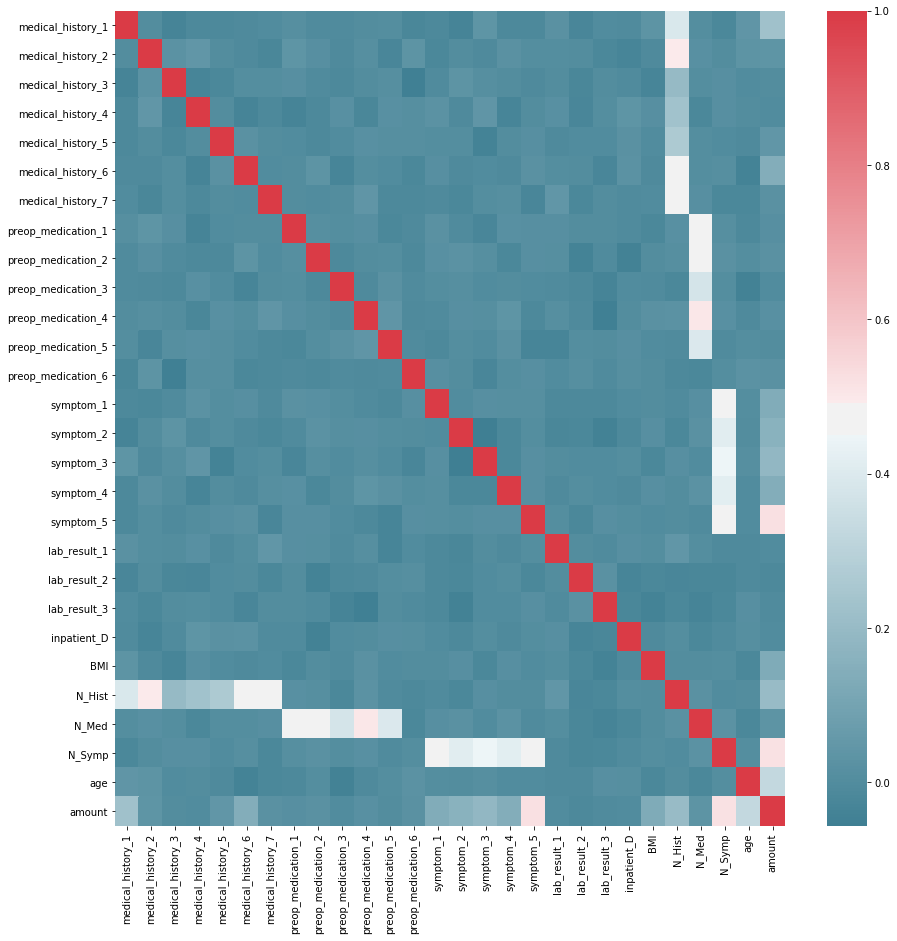 medical_history_1
medical_history_2
medical_history_3
medical_history_4
medical_history_5
medical_history_6
medical_history_7
preop_medication_1
preop_medication_2
preop_medication_3
preop_medication_4
preop_medication_5
preop_medication_6
symptom_1
symptom_2
symptom_3
symptom_4
symptom_5
lab_result_1
lab_result_2
lab_result_3
inpatient_D
BMI
N_Hist
N_Med
N_Symp
age
amount
medical_history_1
medical_history_2
medical_history_3
medical_history_4
medical_history_5
medical_history_6
medical_history_7
preop_medication_1
preop_medication_2
preop_medication_3
preop_medication_4
preop_medication_5
preop_medication_6
symptom_1
symptom_2
symptom_3
symptom_4
symptom_5
lab_result_1
lab_result_2
lab_result_3
inpatient_D
BMI
N_Hist
N_Med
N_Symp
age
amount
1.0
0.8
0.6
0.4
0.2
0.0